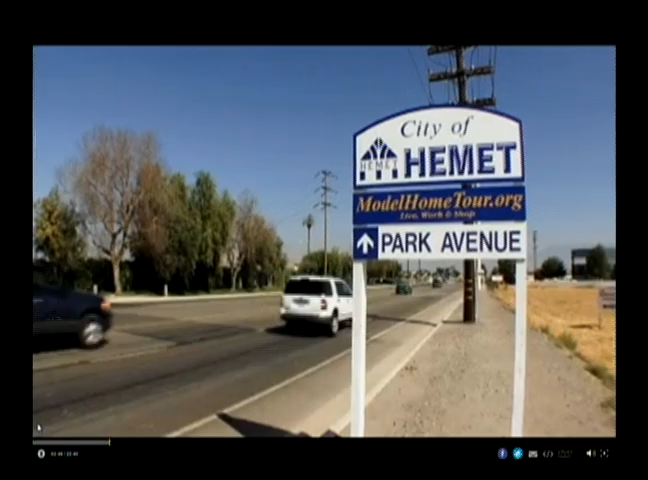 City of
HEMET
HEMET
ModelHomeTour.org
Live, Work & Shop
PARK AVENUE